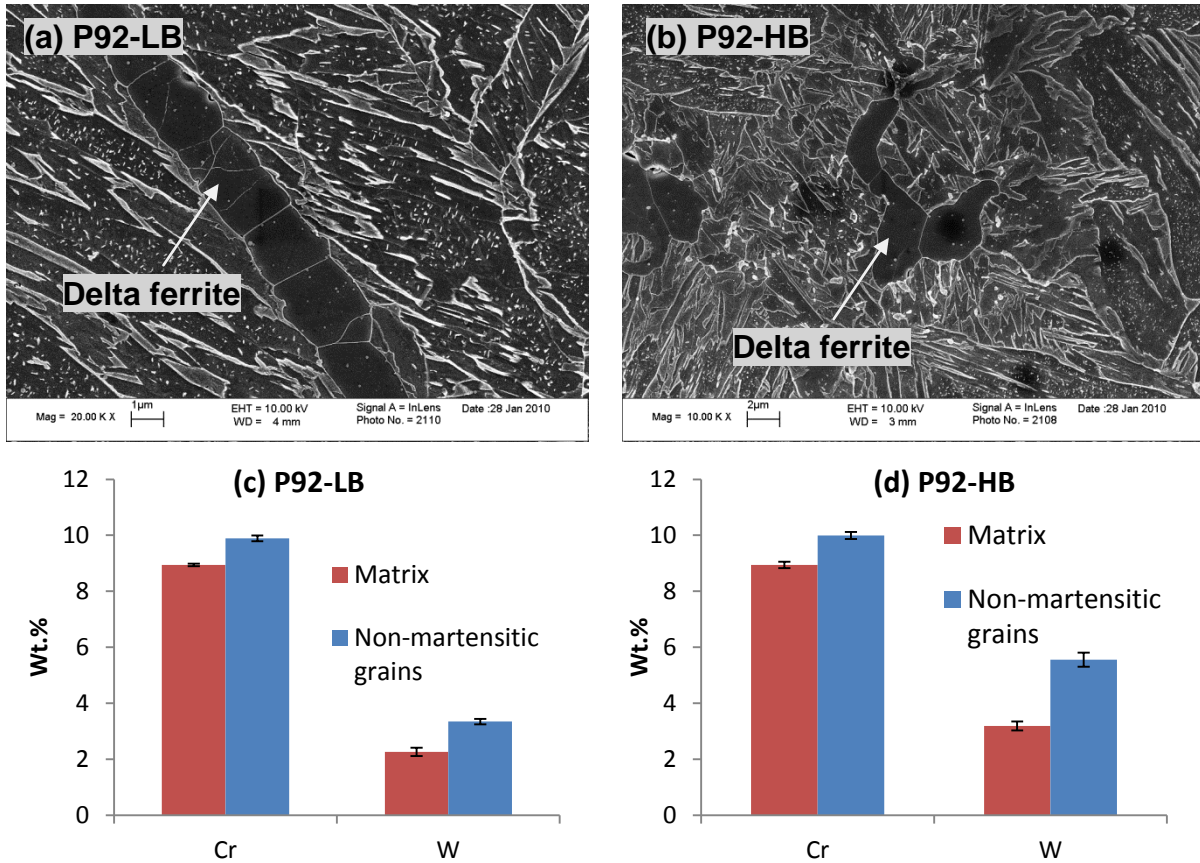 (a) P92-LB
Delta ferrite
Mag = 20.00 K X
1µm
EHT = 10.00 kV
WD = 4 mm
Signal A = InLens
Photo No. = 2110
Date :28 Jan 2010
(b) P92-HB
Delta ferrite
Mag = 10.00 K X
2µm
EHT = 10.00 kV
WD = 3 mm
Signal A = InLens
Photo No. = 2108
Date :28 Jan 2010
(c) P92-LB
Wt.%
12
10
8
6
4
2
0
Matrix
Non-martensitic
grains
Cr
W
(d) P92-HB
Wt.%
12
10
8
6
4
2
0
Matrix
Non-martensitic
grains
Cr
W